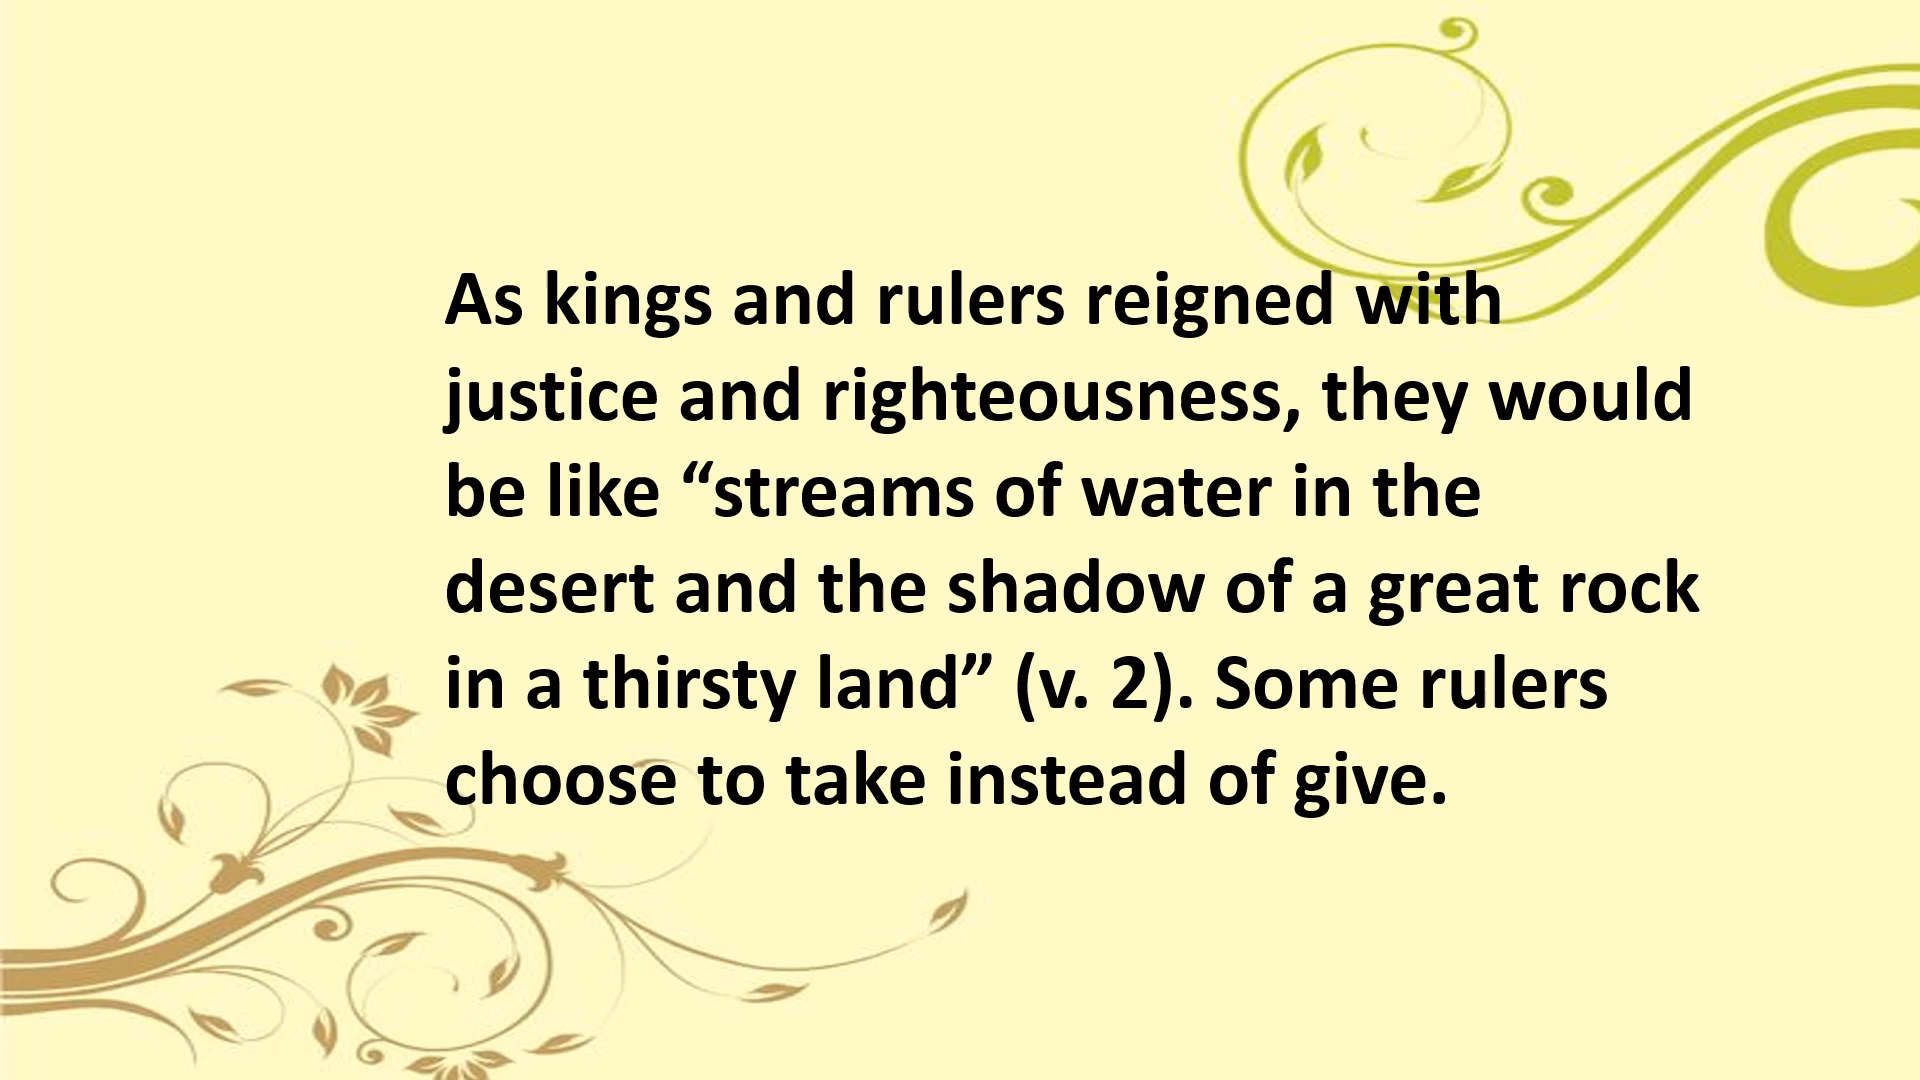 As kings and rulers reigned with
justice and righteousness, they would
be like “streams of water in the
desert and the shadow of a great rock
in a thirsty land” (v. 2). Some rulers
choose to take instead of give.